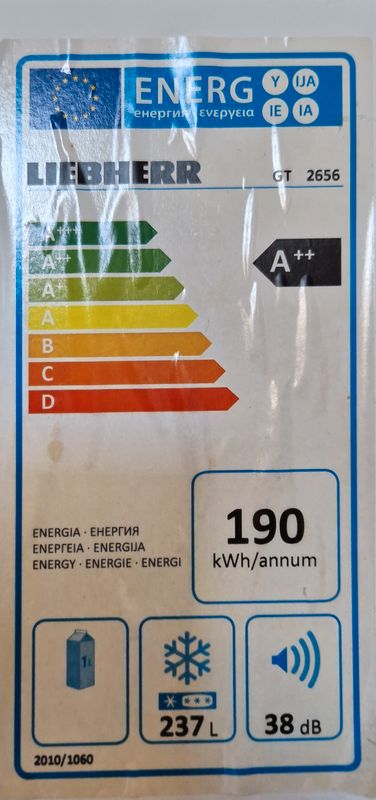 ENERG Y IJA
енергия · ενεργεια IE IA
LIEBHERR GT 2656
A+++
A++
A++
A+
A
B
C
D
190
kWh/annum
ENERGIA · ЕНЕРГИЯ
ΕΝΕΡΓΕΙΑ · ENERGIJA
ENERGY · ENERGIE · ENERGI
1L
237 L
38 dB
2010/1060